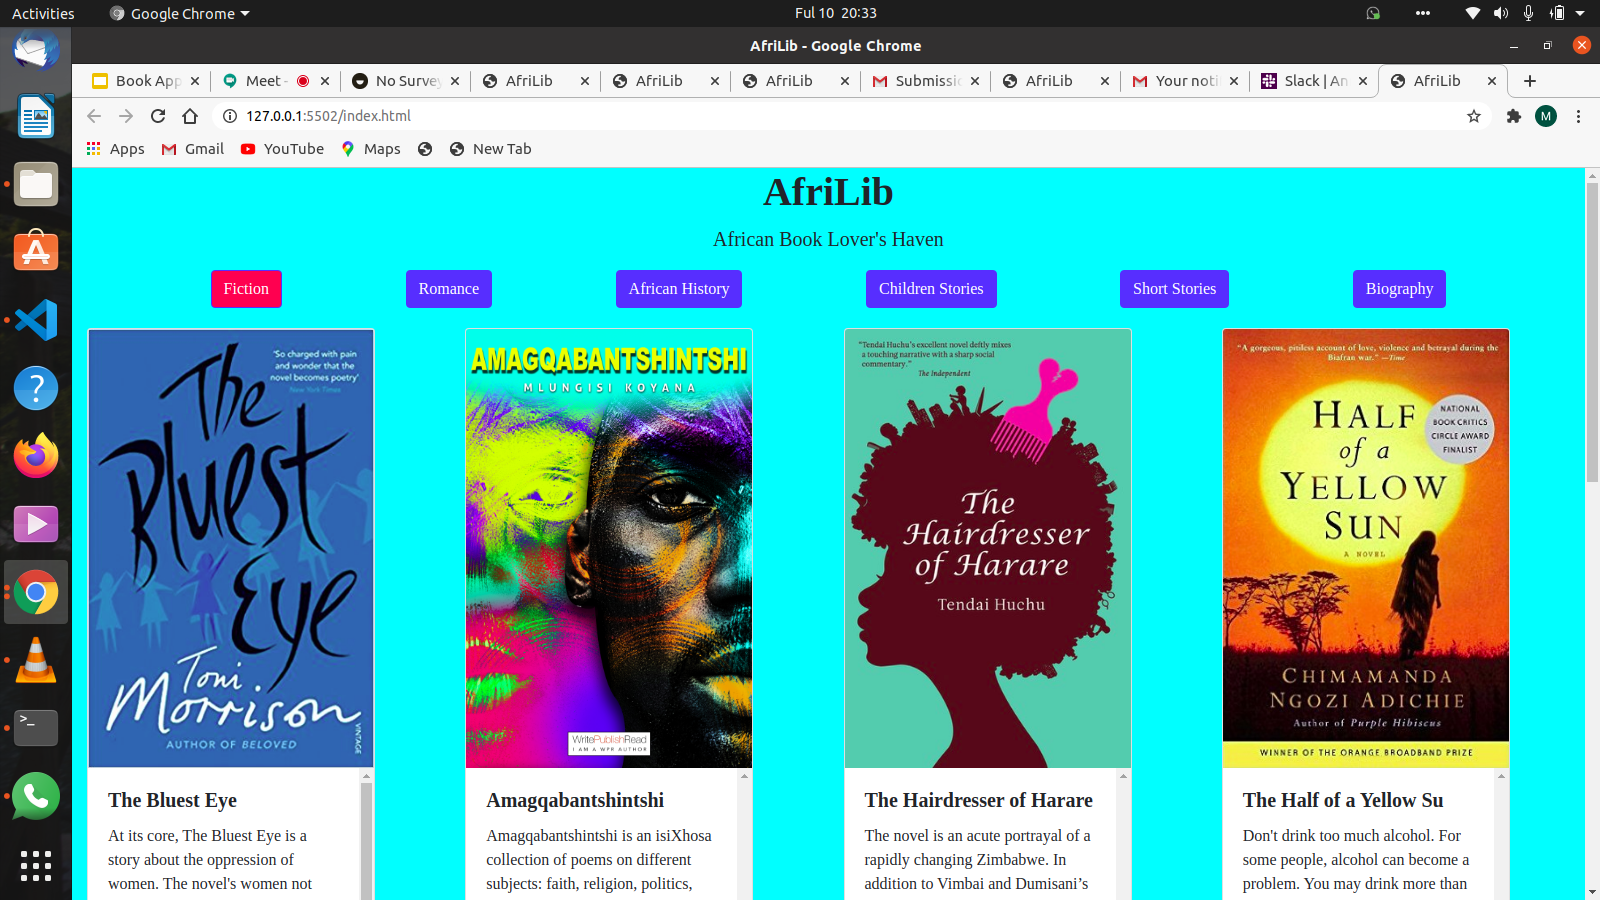 Activities
Google Chrome
Ful 10 20:33
AfriLib - Google Chrome
Book App
Meet -
No Survey
AfriLib
AfriLib
AfriLib
Submissio
AfriLib
Your noti
Slack | An
AfriLib
127.0.0.1:5502/index.html
M
Apps
Gmail
YouTube
Maps
New Tab
AfriLib
African Book Lover's Haven
Fiction
Romance
African History
Children Stories
Short Stories
Biography
'So charged with pain
and wonder that the
novel becomes poetry'
New York Times
The
Bluest
Eye
Toni
Morrison
AUTHOR OF BELOVED
VINTAGE
The Bluest Eye
At its core, The Bluest Eye is a
story about the oppression of
women. The novel's women not
AMAGQABANTSHINTSHI
MLUNGISI KOYANA
WritePublishRead
I AM A WPR AUTHOR
Amagqabantshintshi
Amagqabantshintshi is an isiXhosa
collection of poems on different
subjects: faith, religion, politics,
"Tendai Huchu's excellent novel deftly mixes
a touching narrative with a sharp social
commentary."
The Independent
The
Hairdresser
of Harare
Tendai Huchu
The Hairdresser of Harare
The novel is an acute portrayal of a
rapidly changing Zimbabwe. In
addition to Vimbai and Dumisani’s
"A gorgeous, pitiless account of love, violence and betrayal during the
Biafran war." —Time
HALF
of a
YELLOW
SUN
A NOVEL
NATIONAL
BOOK CRITICS
CIRCLE AWARD
FINALIST
CHIMAMANDA
NGOZI ADICHIE
Author of Purple Hibiscus
WINNER OF THE ORANGE BROADBAND PRIZE
The Half of a Yellow Su
Don't drink too much alcohol. For
some people, alcohol can become a
problem. You may drink more than